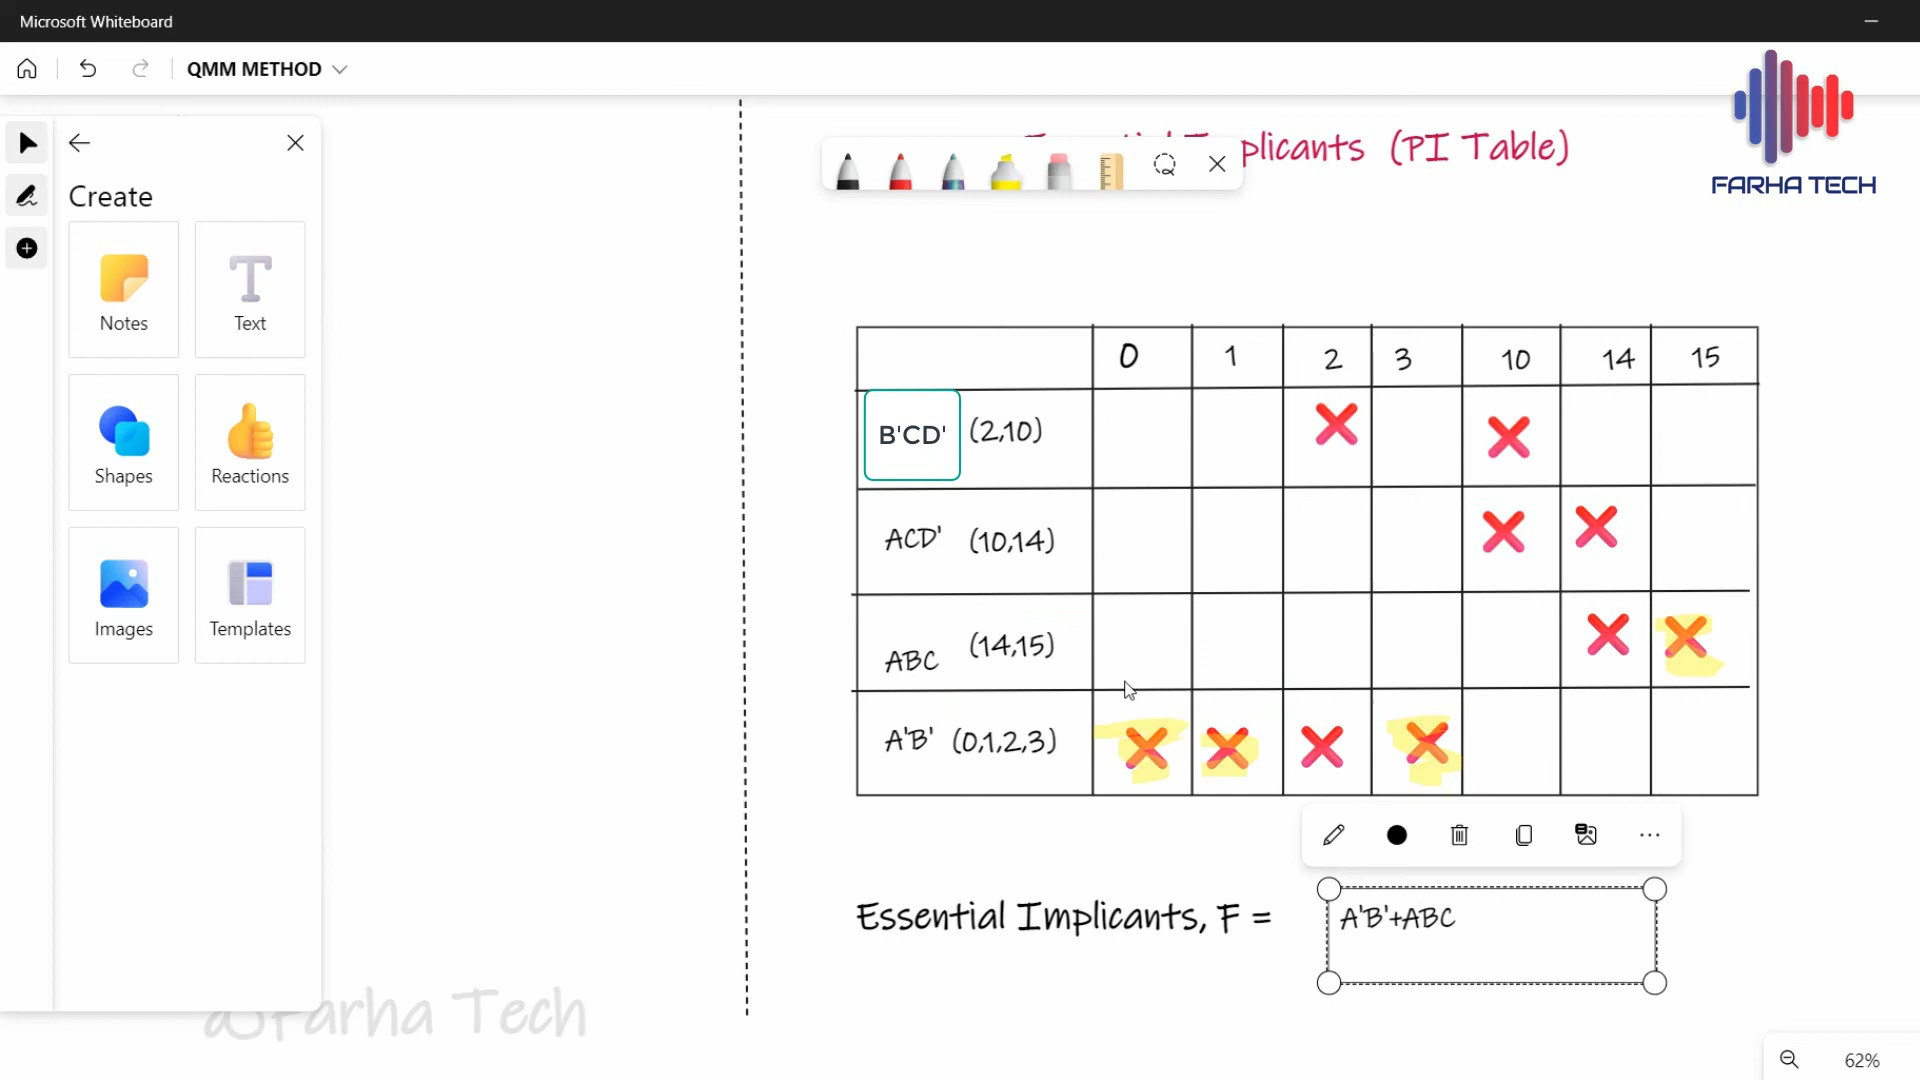 Microsoft Whiteboard
QMM METHOD
FARHA TECH
Create
Notes
Text
Shapes
Reactions
Images
Templates
plicants (PI Table)
0 1 2 3 10 14 15
B'CD' (2,10)
ACD' (10,14)
ABC (14,15)
A'B' (0,1,2,3)
Essential Implicants, F = A'B'+ABC
@Farha Tech
62%